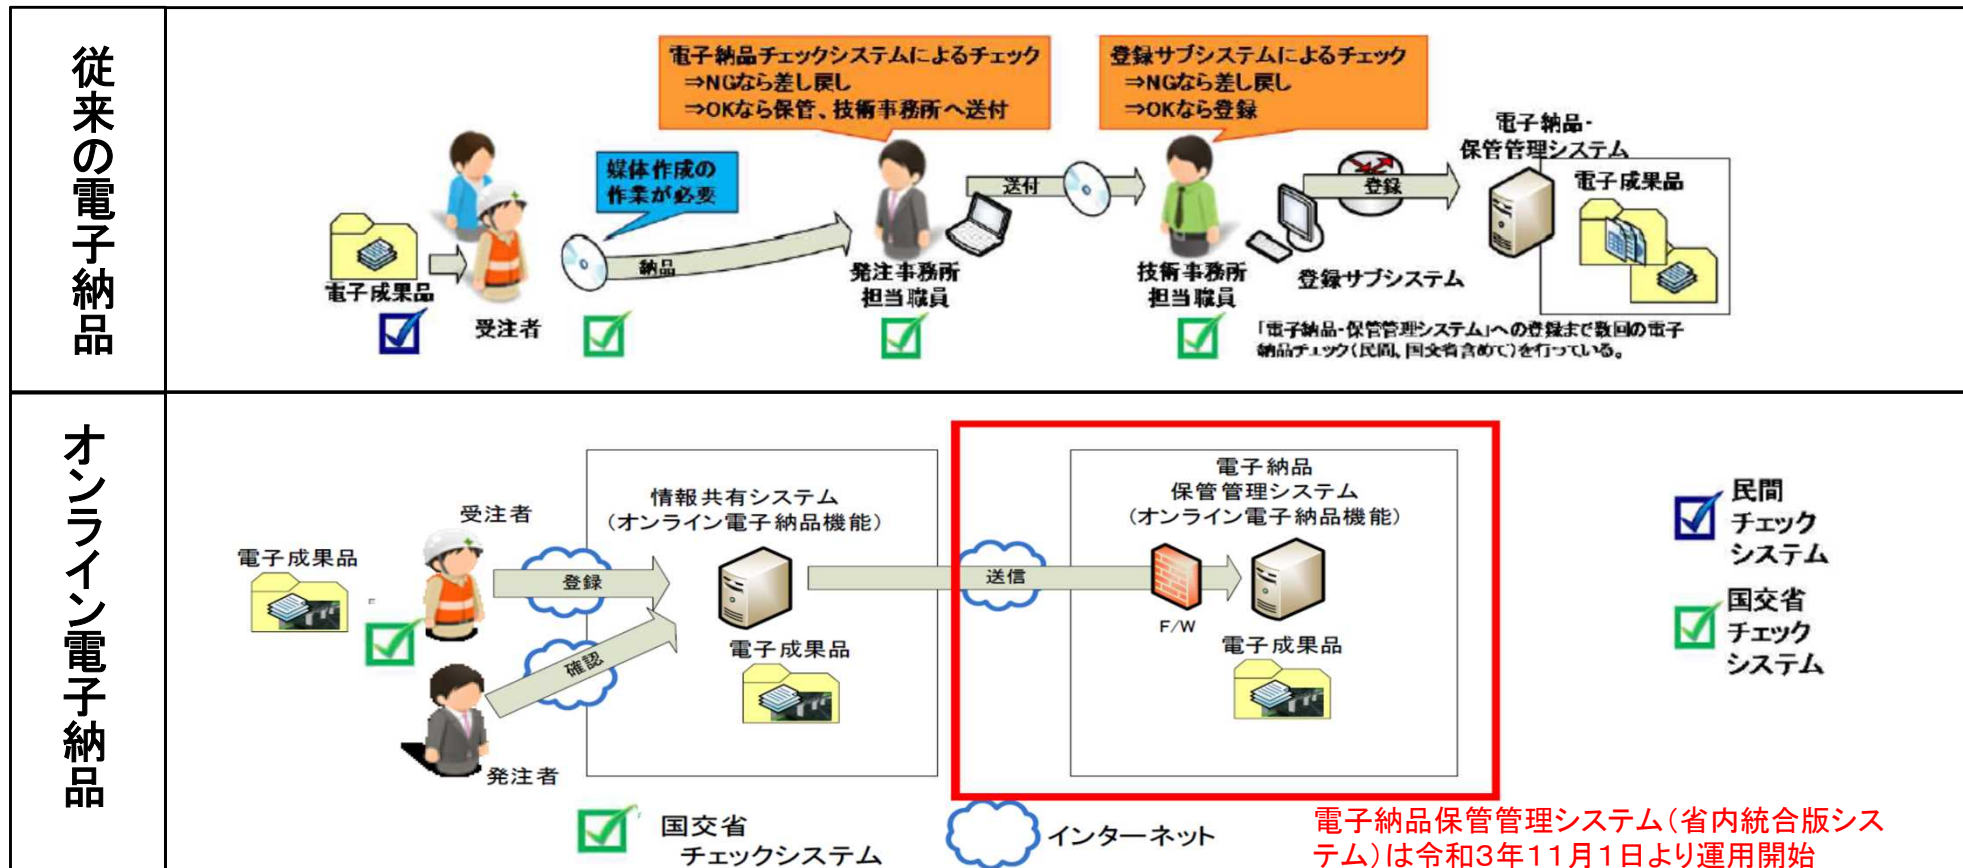 従来の電子納品
電子納品チェックシステムによるチェック
⇒NGなら差し戻し
⇒OKなら保管、技術事務所へ送付
登録サブシステムによるチェック
⇒NGなら差し戻し
⇒OKなら登録
電子納品・
保管管理システム
電子成果品
媒体作成の
作業が必要
送付
登録
納品
電子成果品
受注者
発注事務所
担当職員
技術事務所
担当職員
登録サブシステム
「電子納品・保管管理システム」への登録まで数回の電子
納品チェック(民間、国交省含めて)を行っている。
オンライン電子納品
電子成果品
受注者
登録
確認
発注者
情報共有システム
(オンライン電子納品機能)
電子成果品
送信
電子納品
保管管理システム
(オンライン電子納品機能)
F/W
電子成果品
民間
チェック
システム
国交省
チェック
システム
国交省
チェックシステム
インターネット
電子納品保管管理システム(省内統合版シス
テム)は令和3年11月1日より運用開始